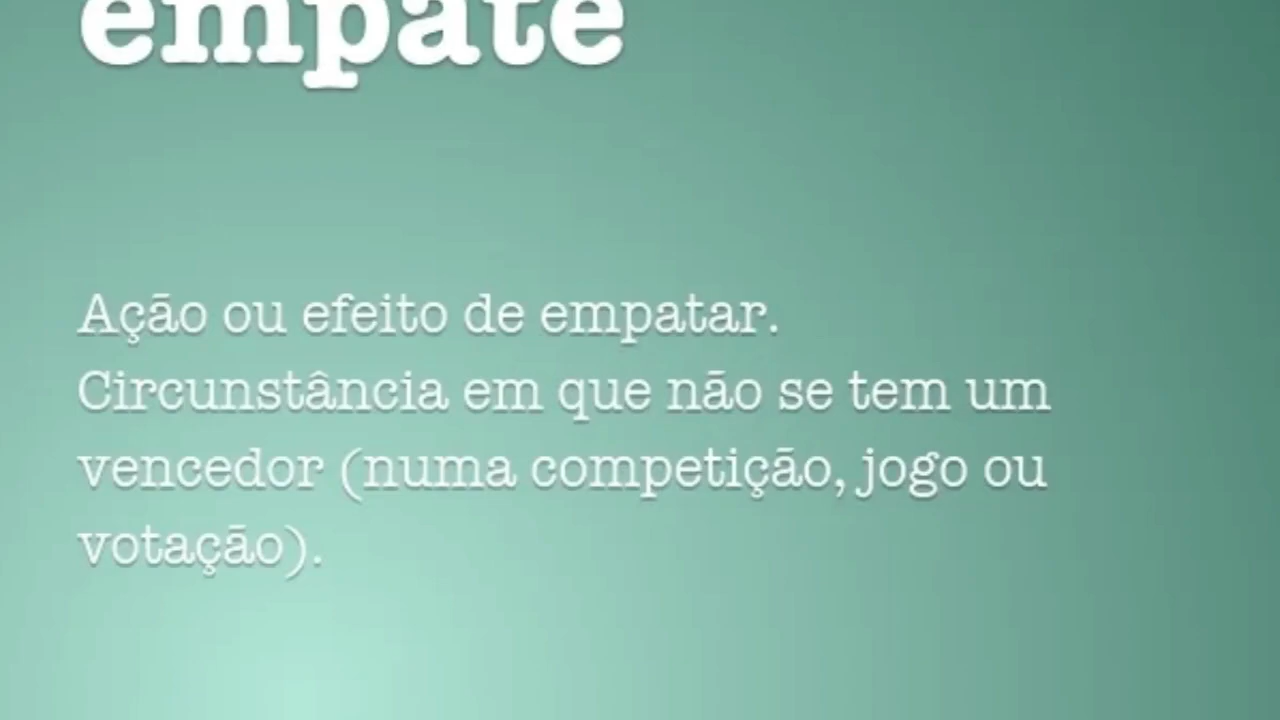 empate
Ação ou efeito de empatar.
Circunstância em que não se tem um
vencedor (numa competição, jogo ou
votação).